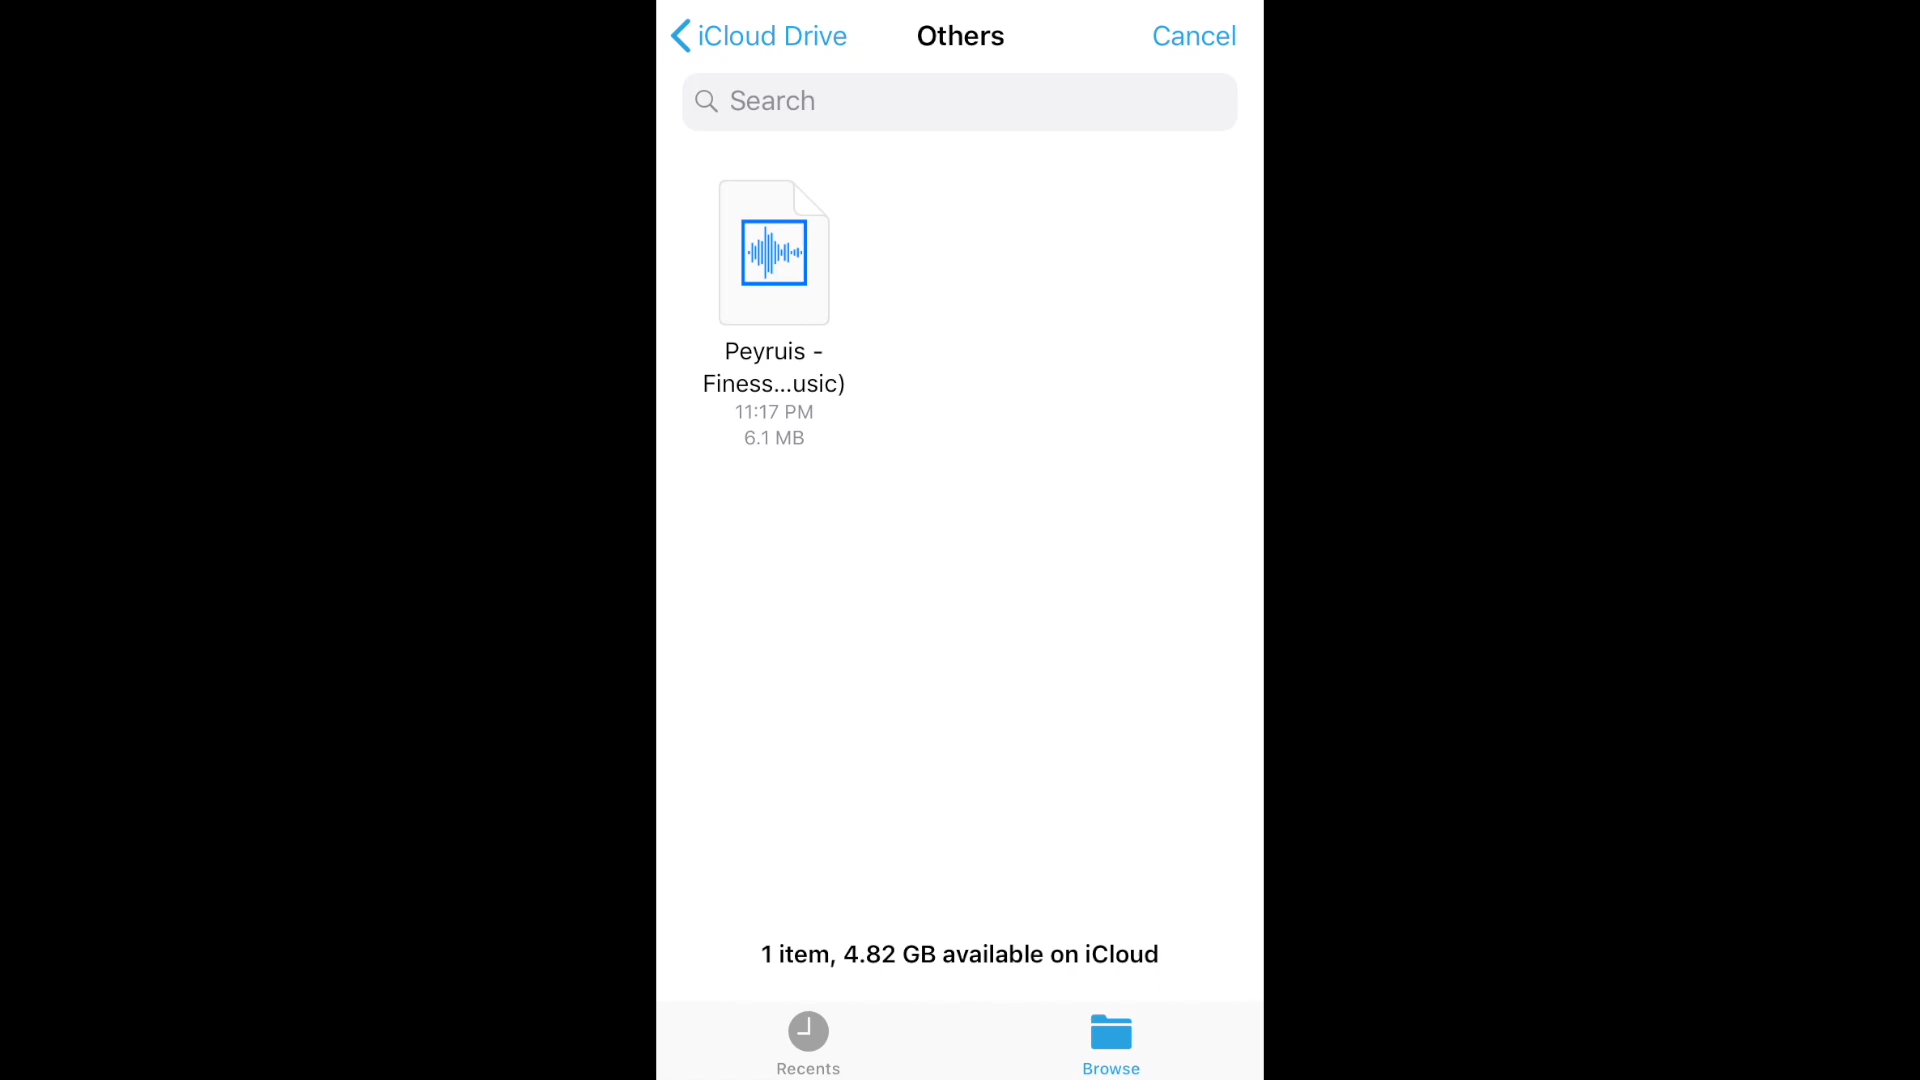 iCloud Drive
Others
Cancel
Search
Peyruis -
Finess...usic)
11:17 PM
6.1 MB
1 item, 4.82 GB available on iCloud
Recents
Browse